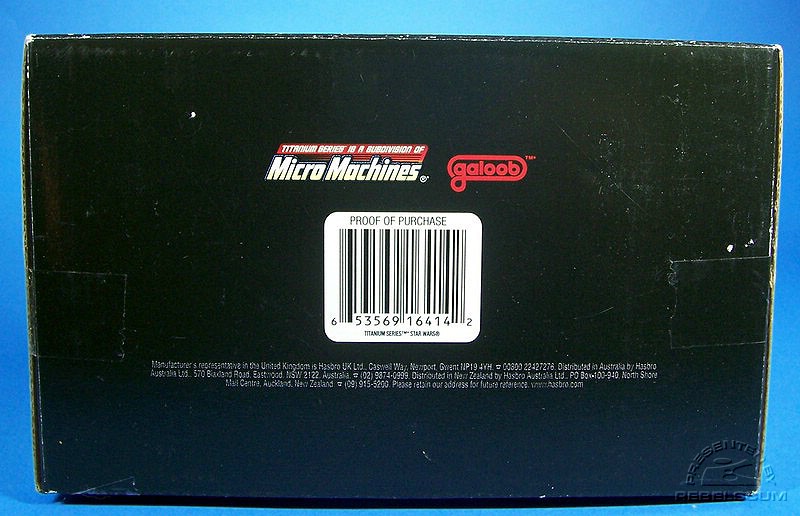 TITANIUM SERIES IS A SUBDIVISION OF
Micro Machines®
galoob™
PROOF OF PURCHASE
6 53569 16414 2
TITANIUM SERIES™ STAR WARS®
Manufacturer's representative in the United Kingdom is Hasbro UK Ltd., Caswell Way, Newport, Gwent NP19 4YH. ☎ 00800 22427276. Distributed in Australia by Hasbro
Australia Ltd., 570 Blaxland Road, Eastwood, NSW 2122, Australia. ☎ (02) 9874-0999. Distributed in New Zealand by Hasbro Australia Ltd., PO Box 100-940, North Shore
Mail Centre, Auckland, New Zealand. ☎ (09) 915-5200. Please retain our address for future reference. www.hasbro.com
PRESENTED BY
REBELSCUM